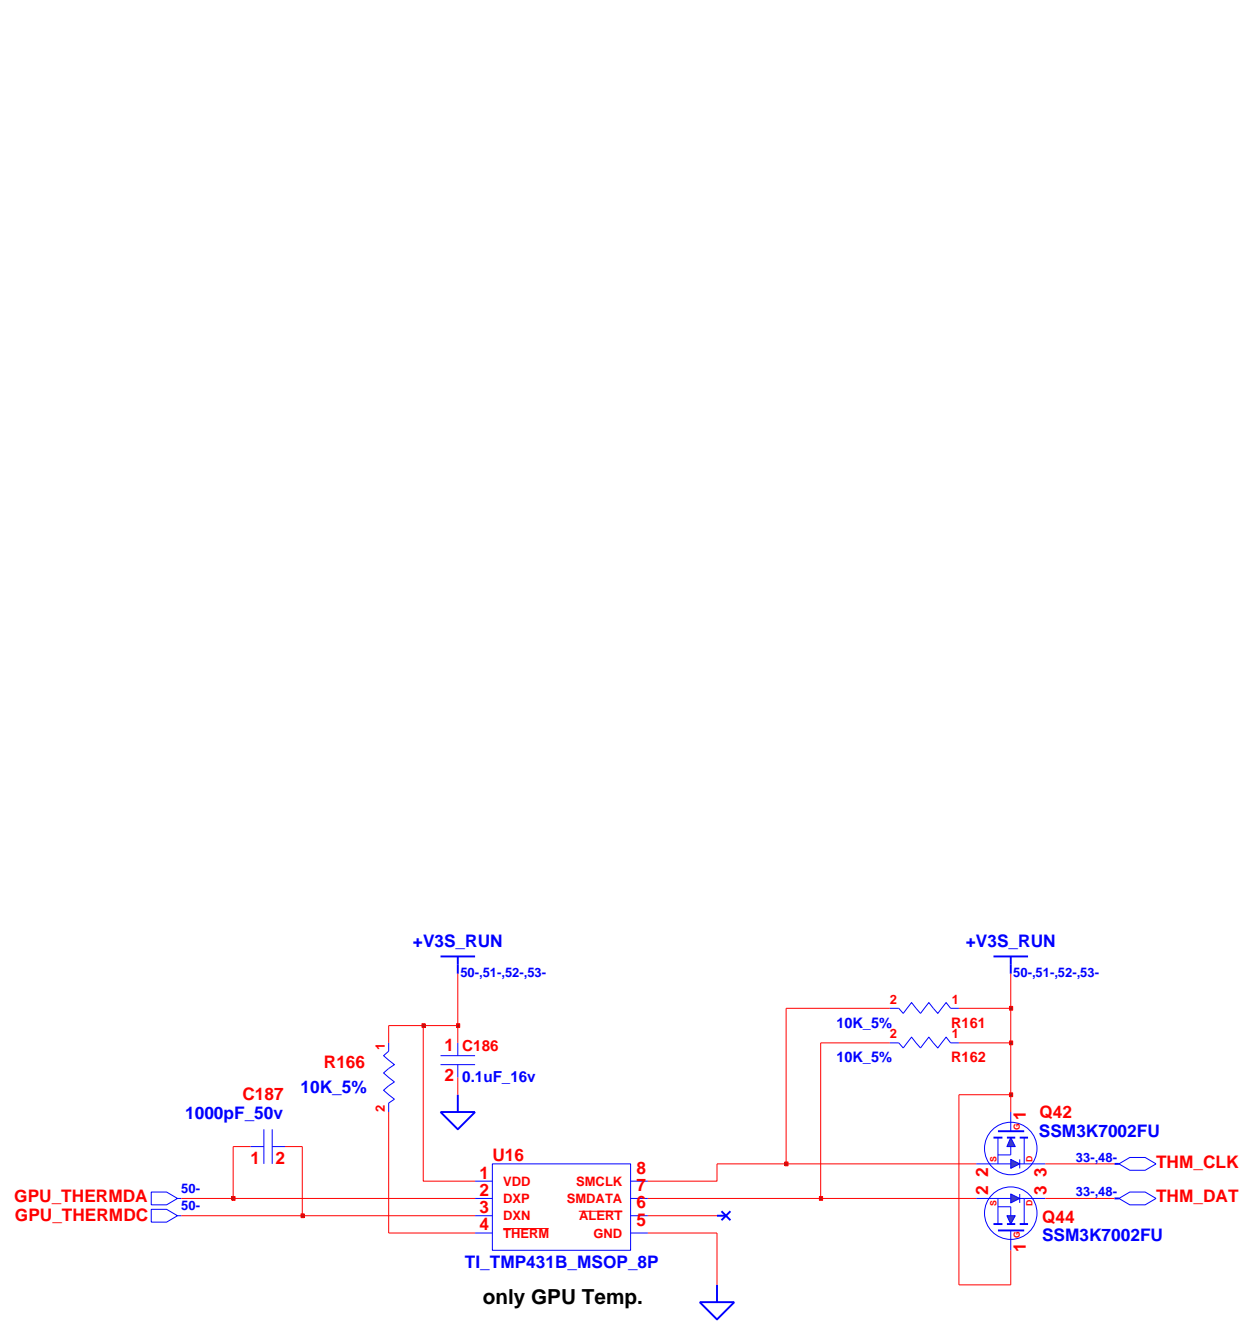 +V3S_RUN
50-,51-,52-,53-
+V3S_RUN
50-,51-,52-,53-
2
1
10K_5%
R161
2
1
10K_5%
R162
1
C186
2
0.1uF_16v
1
R166
10K_5%
2
C187
1000pF_50v
1
2
1
G
Q42
SSM3K7002FU
S
D
2
3
33-,48-
THM_CLK
U16
1
VDD
SMCLK
8
2
DXP
SMDATA
7
3
DXN
ALERT
6
4
THERM
GND
5
TI_TMP431B_MSOP_8P
only GPU Temp.
GPU_THERMDA
50-
GPU_THERMDC
50-
2
3
S
D
33-,48-
THM_DAT
G
1
Q44
SSM3K7002FU